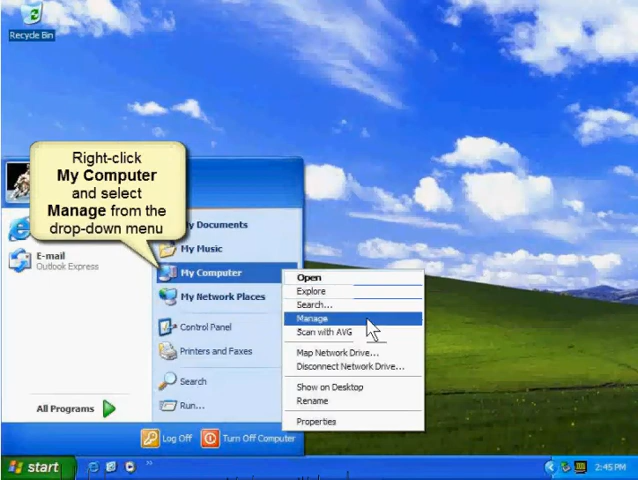 Recycle Bin
Right-click
My Computer
and select
Manage from the
drop-down menu
E-mail
Outlook Express
All Programs
My Documents
My Music
My Computer
My Network Places
Control Panel
Printers and Faxes
Search
Run...
Open
Explore
Search...
Manage
Scan with AVG
Map Network Drive...
Disconnect Network Drive...
Show on Desktop
Rename
Properties
Log Off
Turn Off Computer
start
2:45 PM